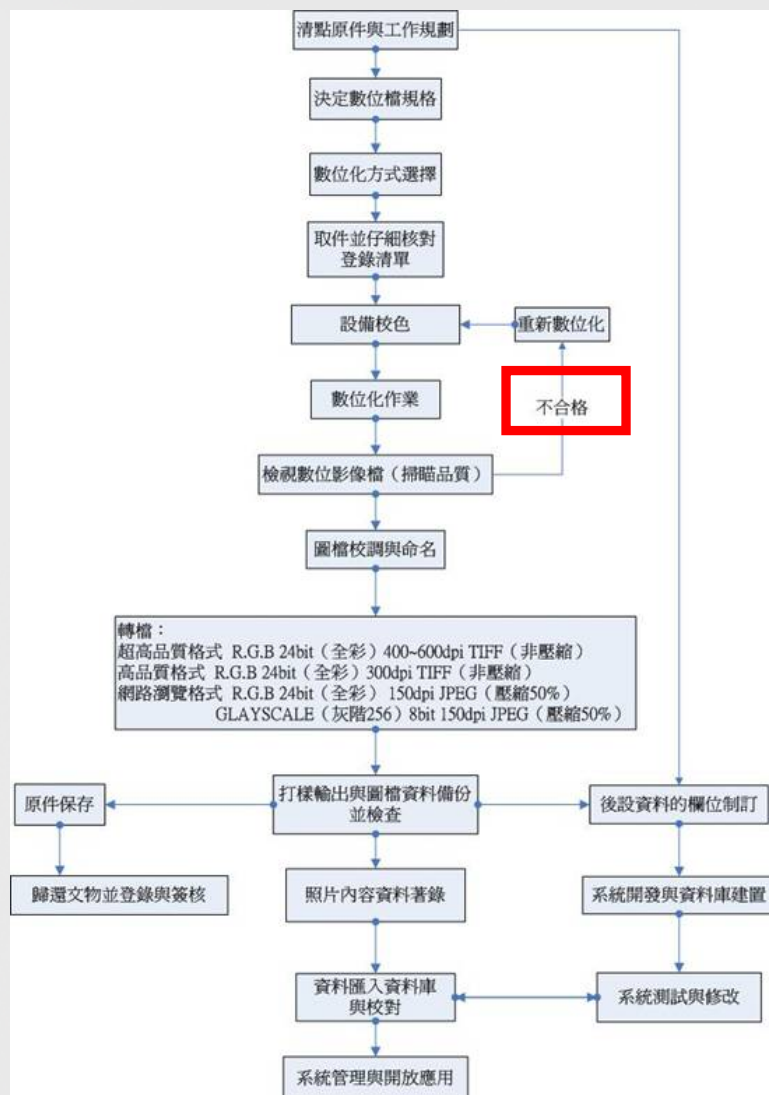 清點原件與工作規劃
決定數位檔規格
數位化方式選擇
取件並仔細核對
登錄清單
設備校色
重新數位化
數位化作業
不合格
檢視數位影像檔（掃瞄品質）
圖檔校調與命名
轉檔：
超高品質格式 R.G.B 24bit（全彩）400~600dpi TIFF（非壓縮）
高品質格式 R.G.B 24bit（全彩）300dpi TIFF（非壓縮）
網路瀏覽格式 R.G.B 24bit（全彩） 150dpi JPEG（壓縮50%）
GLAYSCALE（灰階256）8bit 150dpi JPEG（壓縮50%）
原件保存
打樣輸出與圖檔資料備份
並檢查
後設資料的欄位制訂
歸還文物並登錄與簽核
照片內容資料著錄
系統開發與資料庫建置
資料匯入資料庫
與校對
系統測試與修改
系統管理與開放應用